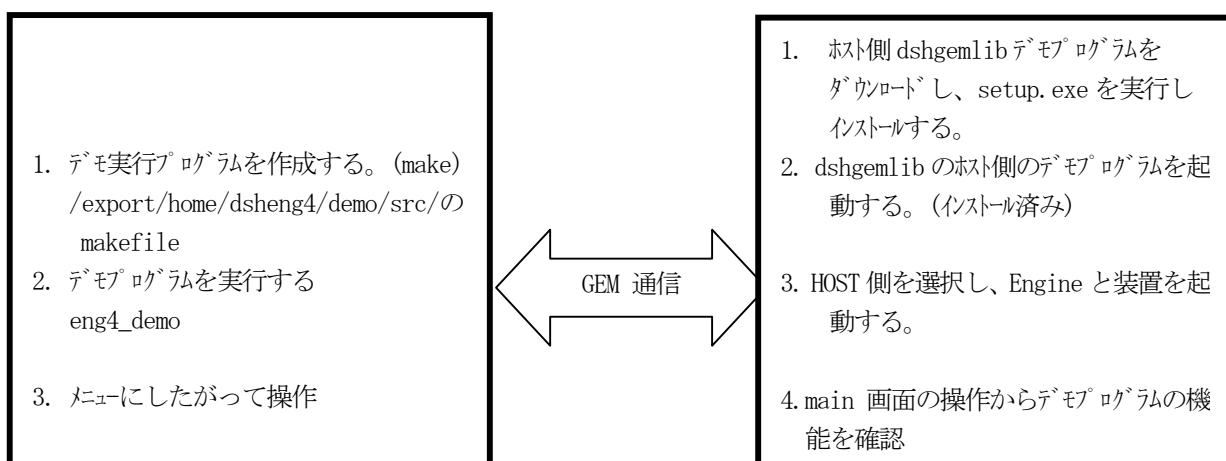 1. ﾃﾞﾓ実行ﾌﾟﾛｸﾞﾗﾑを作成する。(make)
/export/home/dsheng4/demo/src/の
makefile
2. ﾃﾞﾓﾌﾟﾛｸﾞﾗﾑを実行する
eng4_demo
3. ﾒﾆｭｰにしたがって操作
GEM 通信
1. ﾎｽﾄ側 dshgemlib ﾃﾞﾓﾌﾟﾛｸﾞﾗﾑを
ﾀﾞｳﾝﾛｰﾄﾞし、setup.exe を実行し
ｲﾝｽﾄｰﾙする。
2. dshgemlib のﾎｽﾄ側のﾃﾞﾓﾌﾟﾛｸﾞﾗﾑを起
動する。(ｲﾝｽﾄｰﾙ済み)
3. HOST 側を選択し、Engine と装置を起
動する。
4.main 画面の操作からﾃﾞﾓﾌﾟﾛｸﾞﾗﾑの機
能を確認